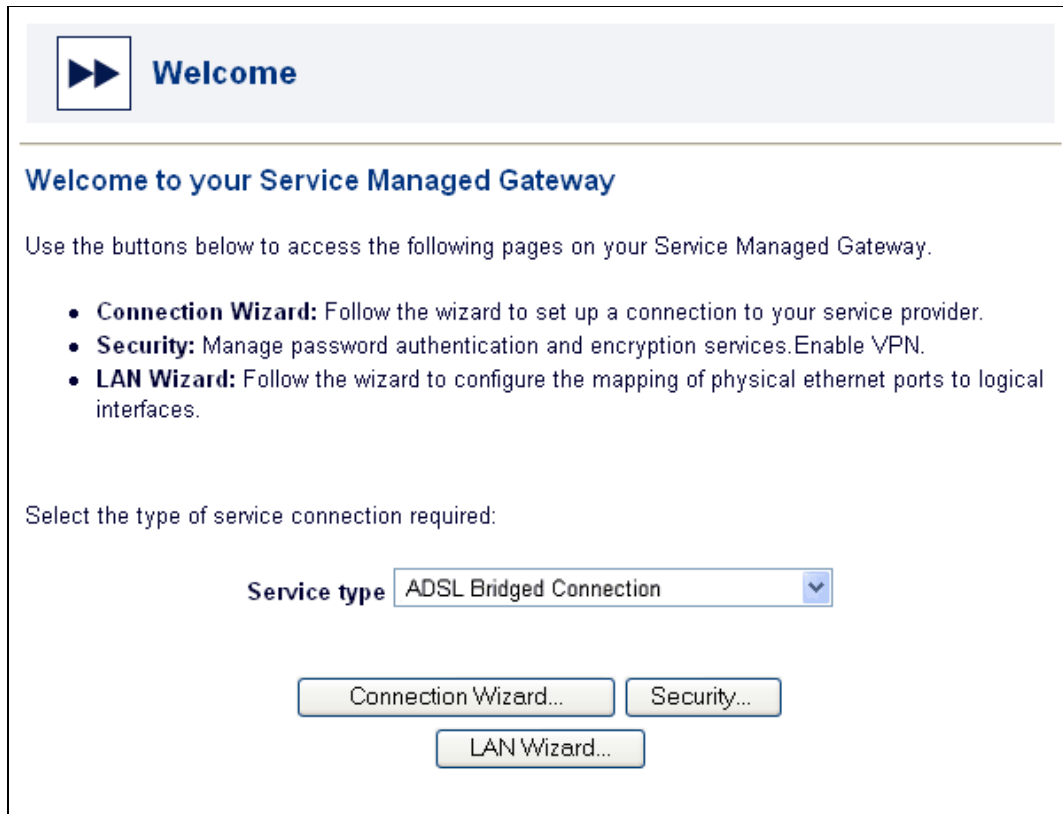 Welcome
Welcome to your Service Managed Gateway
Use the buttons below to access the following pages on your Service Managed Gateway.
• Connection Wizard: Follow the wizard to set up a connection to your service provider.
• Security: Manage password authentication and encryption services.Enable VPN.
• LAN Wizard: Follow the wizard to configure the mapping of physical ethernet ports to logical
interfaces.
Select the type of service connection required:
Service type ADSL Bridged Connection
Connection Wizard... Security...
LAN Wizard...